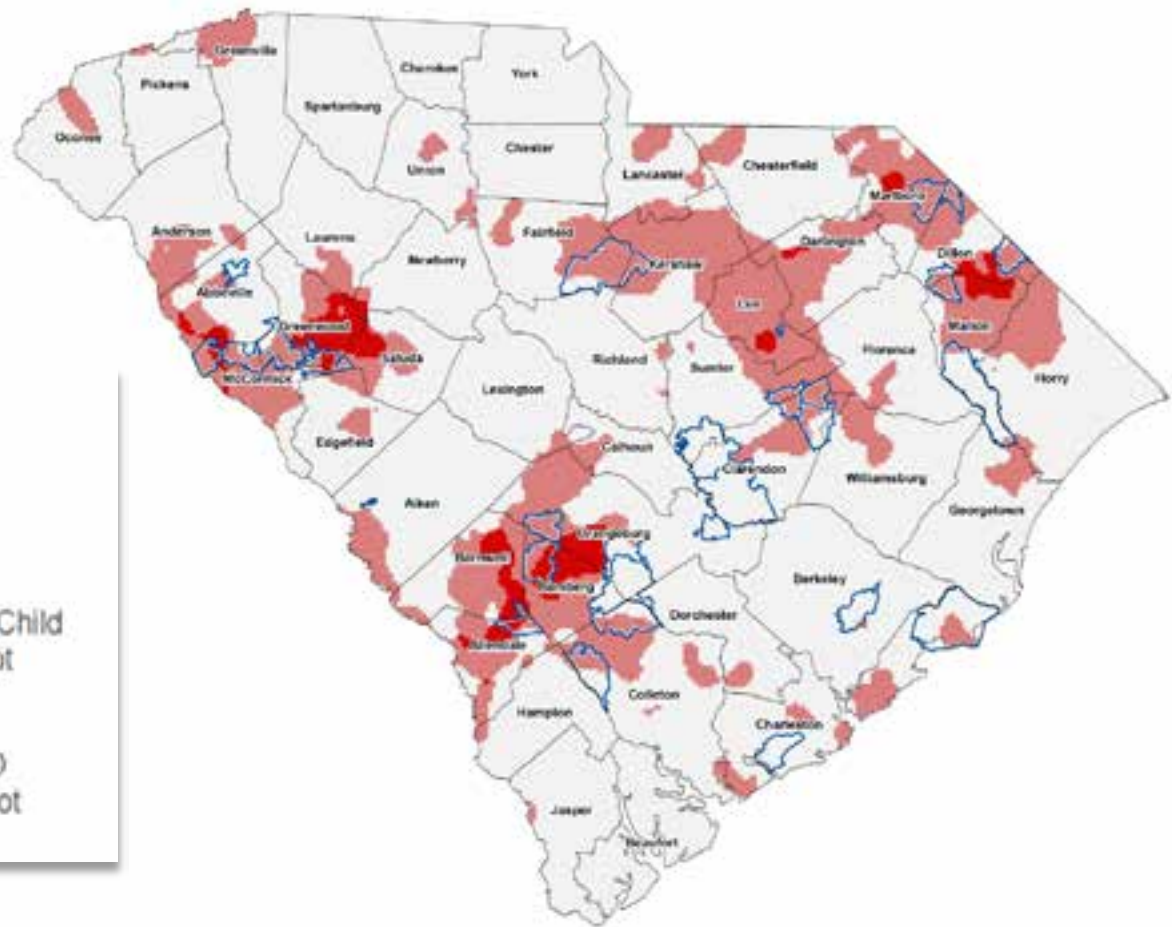 Greenville
Pickens
Oconee
Cherokee
York
Spartanburg
Union
Chester
Lancaster
Chesterfield
Marlboro
Anderson
Laurens
Newberry
Fairfield
Kershaw
Darlington
Dillon
Abbeville
Greenwood
Lee
Marion
Saluda
Richland
Sumter
Florence
Horry
McCormick
Lexington
Edgefield
Calhoun
Clarendon
Williamsburg
Aiken
Georgetown
Orangeburg
Barnwell
Bamberg
Berkeley
Dorchester
Allendale
Hampton
Colleton
Charleston
Jasper
Beaufort
Child
ot
ot